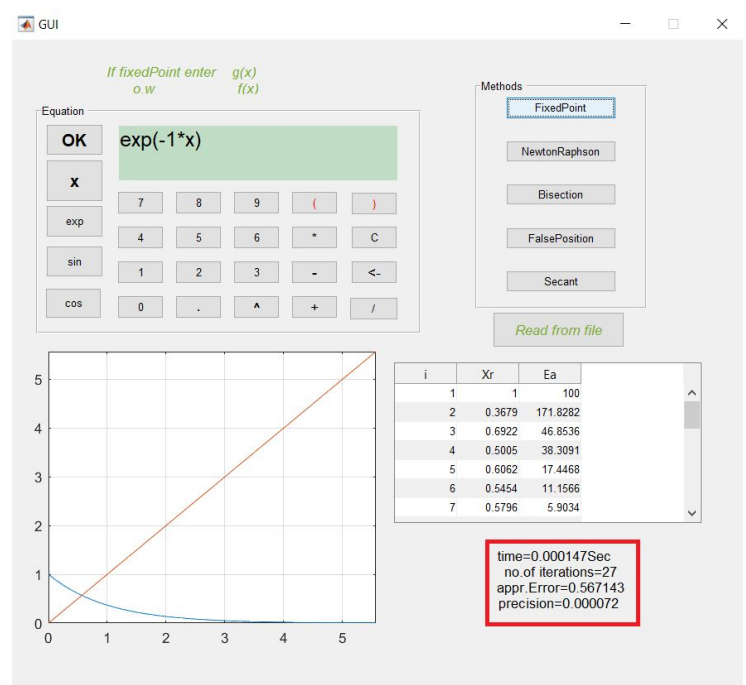 GUI
If fixedPoint enter g(x)
o.w f(x)
Equation
OK
exp(-1*x)
x
exp
sin
cos
7 8 9 ( )
4 5 6 * C
1 2 3 - <-
0 . ^ + /
Methods
FixedPoint
NewtonRaphson
Bisection
FalsePosition
Secant
Read from file
5
4
3
2
1
0
0 1 2 3 4 5
i Xr Ea
1 1 100
2 0.3679 171.8282
3 0.6922 46.8536
4 0.5005 38.3091
5 0.6062 17.4468
6 0.5454 11.1566
7 0.5796 5.9034
time=0.000147Sec
no.of iterations=27
appr.Error=0.567143
precision=0.000072